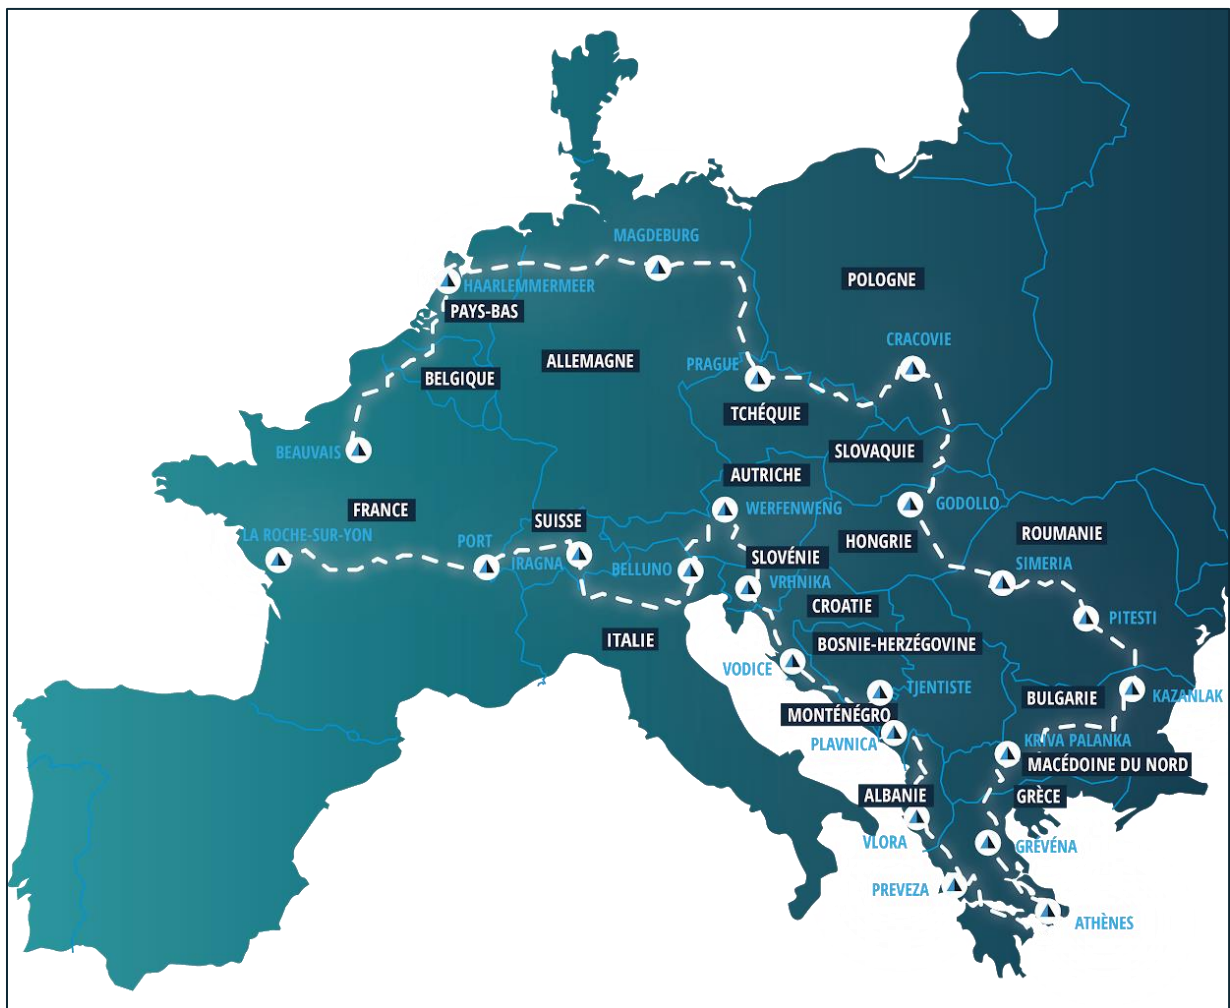 MAGDEBURG
POLOGNE
HAARLEMMERMEER
PAYS-BAS
CRACOVIE
ALLEMAGNE
PRAGUE
BELGIQUE
TCHÉQUIE
BEAUVAIS
SLOVAQUIE
AUTRICHE
GODOLLO
WERFENWENG
FRANCE
SUISSE
ROUMANIE
LA ROCHE-SUR-YON
PORT
HONGRIE
SLOVÉNIE
IRAGNA
BELLUNO
SIMERIA
VRHNIKA
CROATIE
PITESTI
ITALIE
BOSNIE-HERZÉGOVINE
VODICE
TJENTISTE
BULGARIE
KAZANLAK
MONTÉNÉGRO
PLAVNICA
KRIVA PALANKA
MACÉDOINE DU NORD
ALBANIE
GRÈCE
VLORA
GREVÉNA
PREVEZA
ATHÈNES